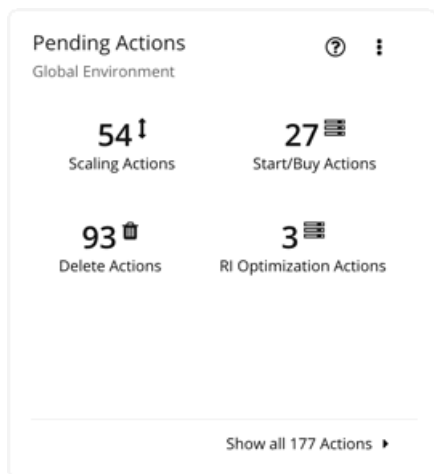 Pending Actions
Global Environment
54
Scaling Actions
27
Start/Buy Actions
93
Delete Actions
3
RI Optimization Actions
Show all 177 Actions